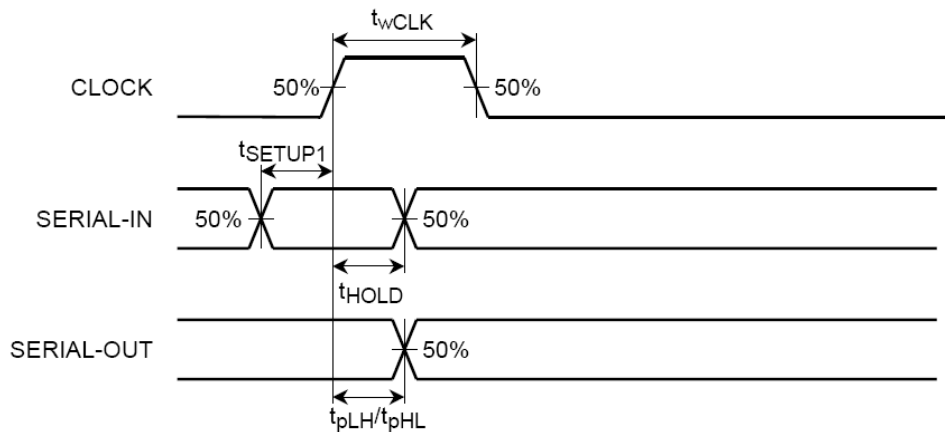 twCLK
CLOCK
50%
50%
tSETUP1
SERIAL-IN
50%
50%
tHOLD
SERIAL-OUT
50%
tpLH/tpHL